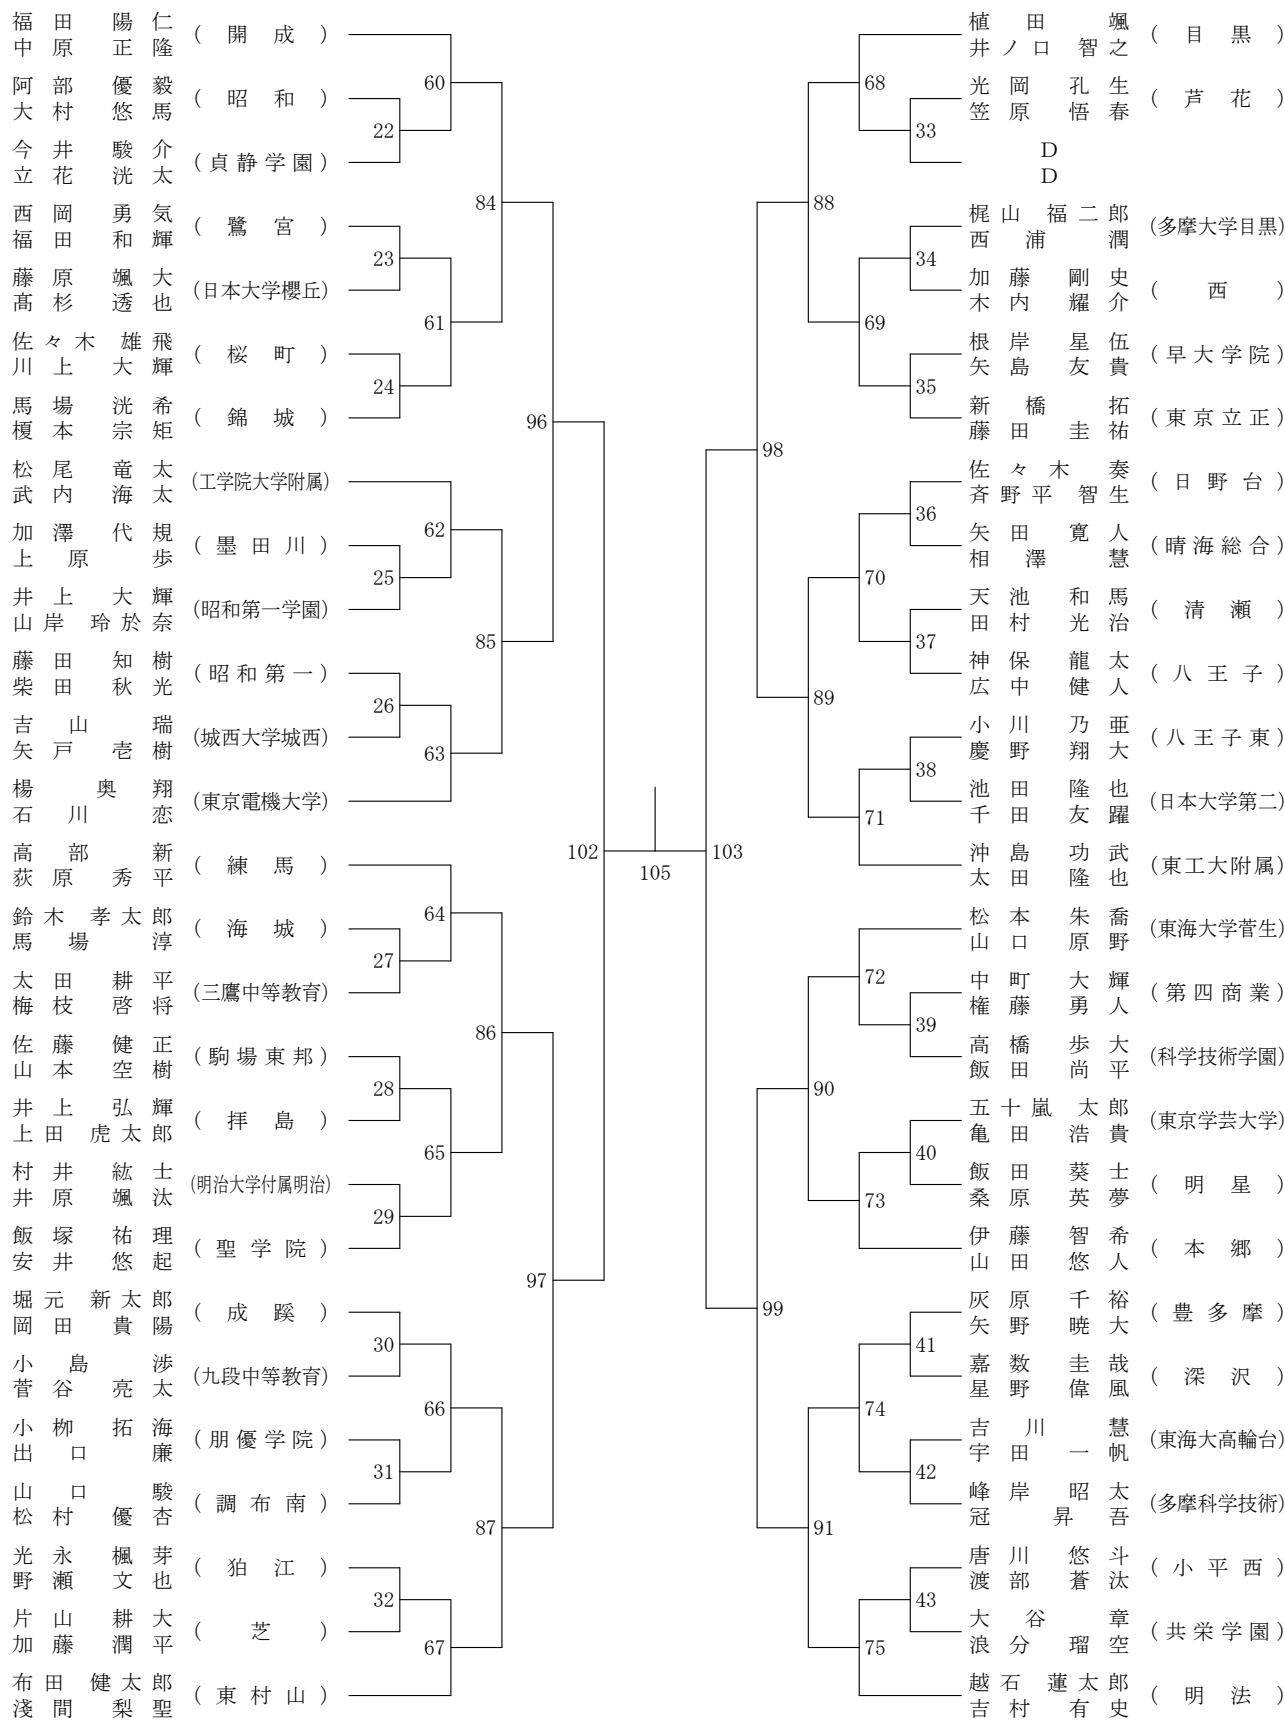 福田 陽仁
中原 正隆
(開成)
阿部 優毅
大村 悠馬
(昭和)
今井 駿介
立花 洸太
(貞静学園)
西岡 勇気
福田 和輝
(鷺宮)
藤原 颯大
髙杉 透也
(日本大学櫻丘)
佐々木 雄飛
川上 大輝
(桜町)
馬場 洸希
榎本 宗矩
(錦城)
松尾 竜太
武内 海太
(工学院大学附属)
加澤 代規
上原 歩
(墨田川)
井上 大輝
山岸 玲於奈
(昭和第一学園)
藤田 知樹
柴田 秋光
(昭和第一)
吉山 瑞
矢戸 壱樹
(城西大学城西)
楊 奥翔
石川 恋
(東京電機大学)
高部 新
荻原 秀平
(練馬)
鈴木 孝太郎
馬場 淳
(海城)
太田 耕平
梅枝 啓将
(三鷹中等教育)
佐藤 健正
山本 空樹
(駒場東邦)
井上 弘輝
上田 虎太郎
(拝島)
村井 紘士
井原 颯汰
(明治大学付属明治)
飯塚 祐理
安井 悠起
(聖学院)
堀元 新太郎
岡田 貴陽
(成蹊)
小島 渉
菅谷 亮太
(九段中等教育)
小栁 拓海
出口 廉
(朋優学院)
山口 駿
松村 優杏
(調布南)
光永 楓芽
野瀬 文也
(狛江)
片山 耕大
加藤 潤平
(芝)
布田 健太郎
淺間 梨聖
(東村山)
60
22
84
23
61
24
96
62
25
85
26
63
102
64
27
86
28
65
29
97
30
66
31
87
32
67
105
103
68
33
88
34
69
35
98
36
70
37
89
38
71
72
39
90
40
73
99
41
74
42
91
43
75
植田 颯
井ノ口 智之
(目黒)
光岡 孔生
笠原 悟春
(芦花)
D
D
梶山 福二郎
西浦 潤
(多摩大学目黒)
加藤 剛史
木内 耀介
(西)
根岸 星伍
矢島 友貴
(早大学院)
新橋 拓
藤田 圭祐
(東京立正)
佐々木 奏
斉野平 智生
(日野台)
矢田 寛人
相澤 慧
(晴海総合)
天池 和馬
田村 光治
(清瀬)
神保 龍太
広中 健人
(八王子)
小川 乃亜
慶野 翔大
(八王子東)
池田 隆也
千田 友躍
(日本大学第二)
沖島 功武
太田 隆也
(東工大附属)
松本 朱喬
山口 原野
(東海大学菅生)
中町 大輝
権藤 勇人
(第四商業)
高橋 歩大
飯田 尚平
(科学技術学園)
五十嵐 太郎
亀田 浩貴
(東京学芸大学)
飯田 葵士
桑原 英夢
(明星)
伊藤 智希
山田 悠人
(本郷)
灰原 千裕
矢野 暁大
(豊多摩)
嘉数 圭哉
星野 偉風
(深沢)
吉川 慧
宇田 一帆
(東海大高輪台)
峰岸 昭太
冠 昇吾
(多摩科学技術)
唐川 悠斗
渡部 蒼汰
(小平西)
大谷 章
浪分 瑠空
(共栄学園)
越石 蓮太郎
吉村 有史
(明法)